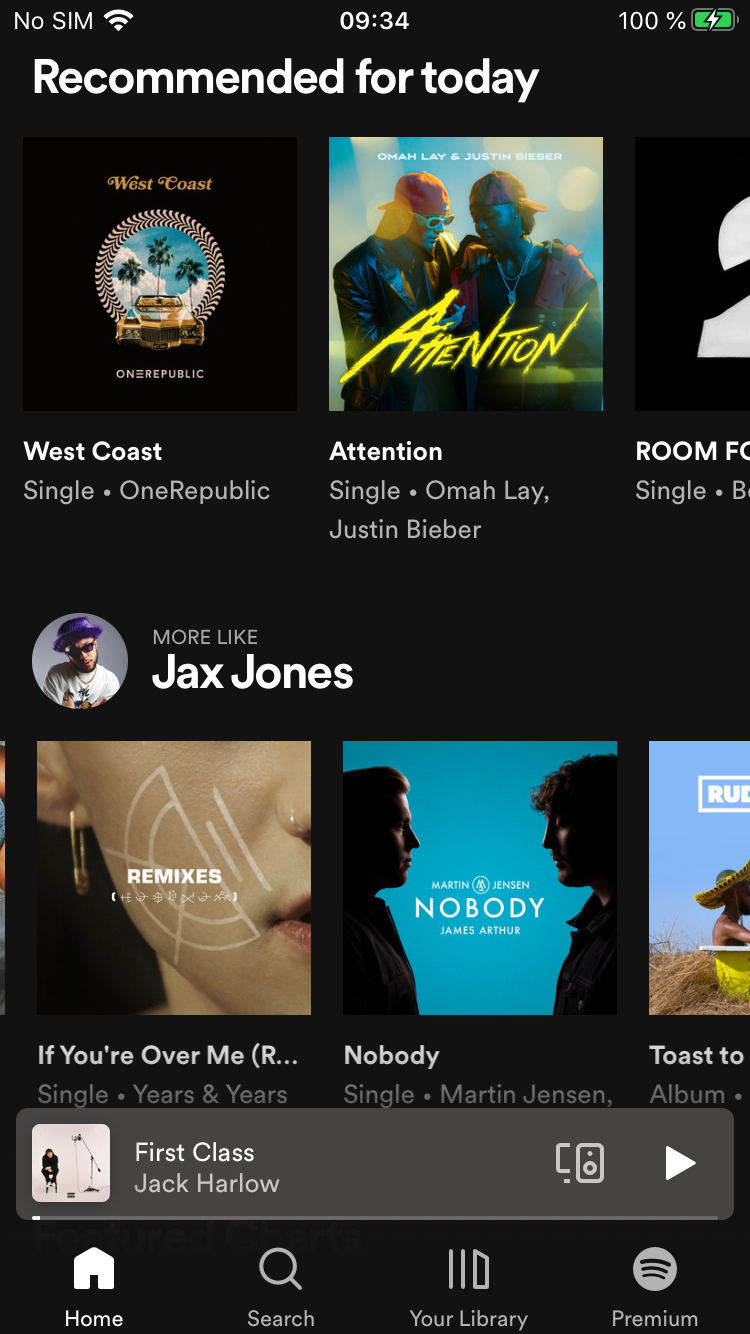 No SIM 09:34 100 %
Recommended for today
West Coast
ONEREPUBLIC
OMAH LAY & JUSTIN BIEBER
ATTENTION
West Coast
Single • OneRepublic
Attention
Single • Omah Lay,
Justin Bieber
ROOM FO
Single • Be
MORE LIKE
Jax Jones
REMIXES
MARTIN JENSEN
NOBODY
JAMES ARTHUR
RUD
If You're Over Me (R...
Single • Years & Years
Nobody
Single • Martin Jensen,
Toast to
Album •
First Class
Jack Harlow
Featured Charts
Home
Search
Your Library
Premium